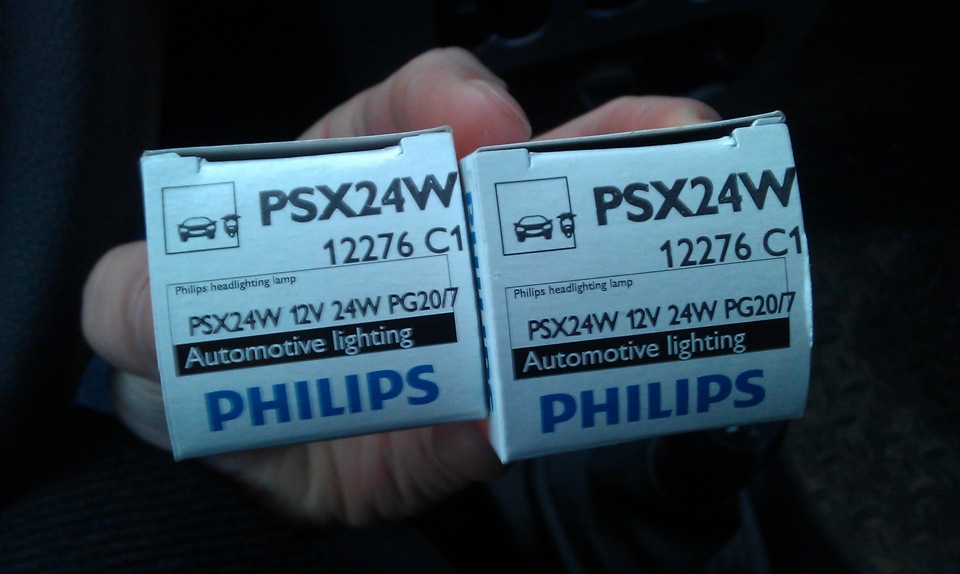 PSX24W
12276 C1
Philips headlighting lamp
PSX24W 12V 24W PG20/7
Automotive lighting
PHILIPS
PSX24W
12276 C1
Philips headlighting lamp
PSX24W 12V 24W PG20/7
Automotive lighting
PHILIPS